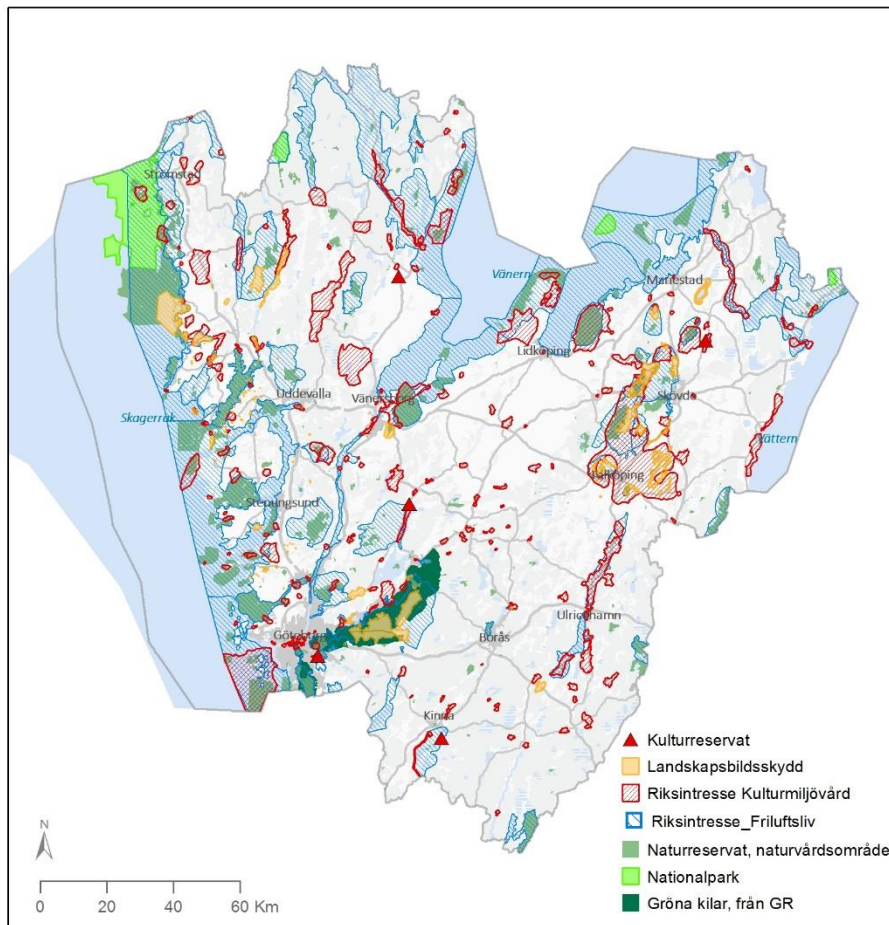 Strömstad
Vänern
Mariestad
Lidköping
Uddevalla
Vänersborg
Skövde
Skagerrak
Vättern
Falköping
Stenungsund
Ulricehamn
Göteborg
Borås
Kinna
Kulturreservat
Landskapsbildsskydd
Riksintresse Kulturmiljövård
Riksintresse_Friluftsliv
Naturreservat, naturvårdsområde
Nationalpark
Gröna kilar, från GR
N
0 20 40 60 Km